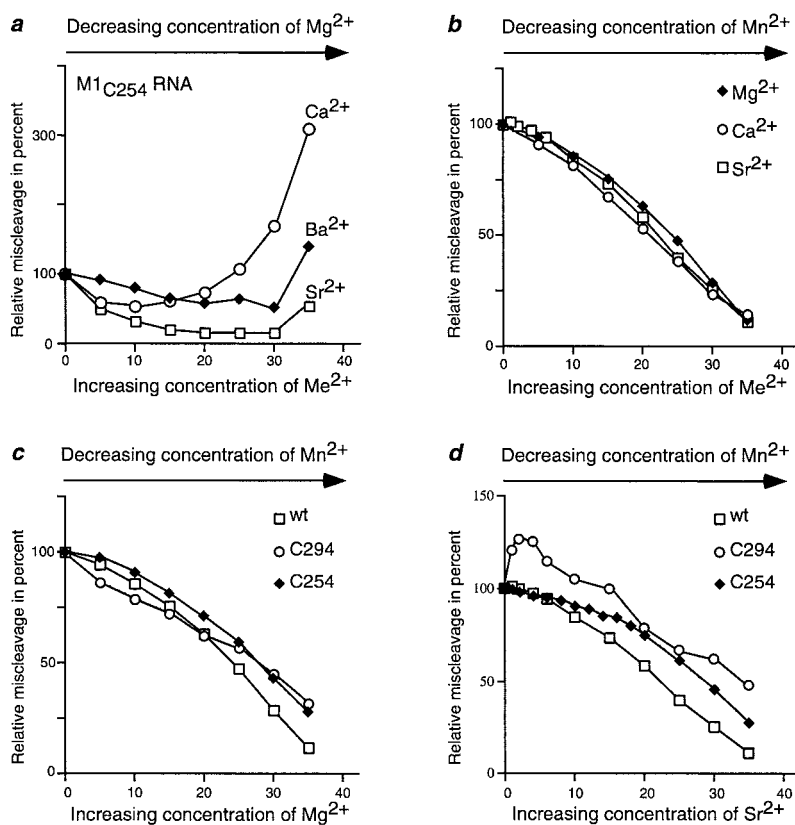 a
Decreasing concentration of Mg2+
M1C254 RNA
Relative miscleavage in percent
300
100
0
Ca2+
Ba2+
Sr2+
0 10 20 30 40
Increasing concentration of Me2+
b
Decreasing concentration of Mn2+
Relative miscleavage in percent
100
50
0
Mg2+
Ca2+
Sr2+
0 10 20 30 40
Increasing concentration of Me2+
c
Decreasing concentration of Mn2+
Relative miscleavage in percent
100
50
0
wt
C294
C254
0 10 20 30 40
Increasing concentration of Mg2+
d
Decreasing concentration of Mn2+
Relative miscleavage in percent
150
100
50
0
wt
C294
C254
0 10 20 30 40
Increasing concentration of Sr2+